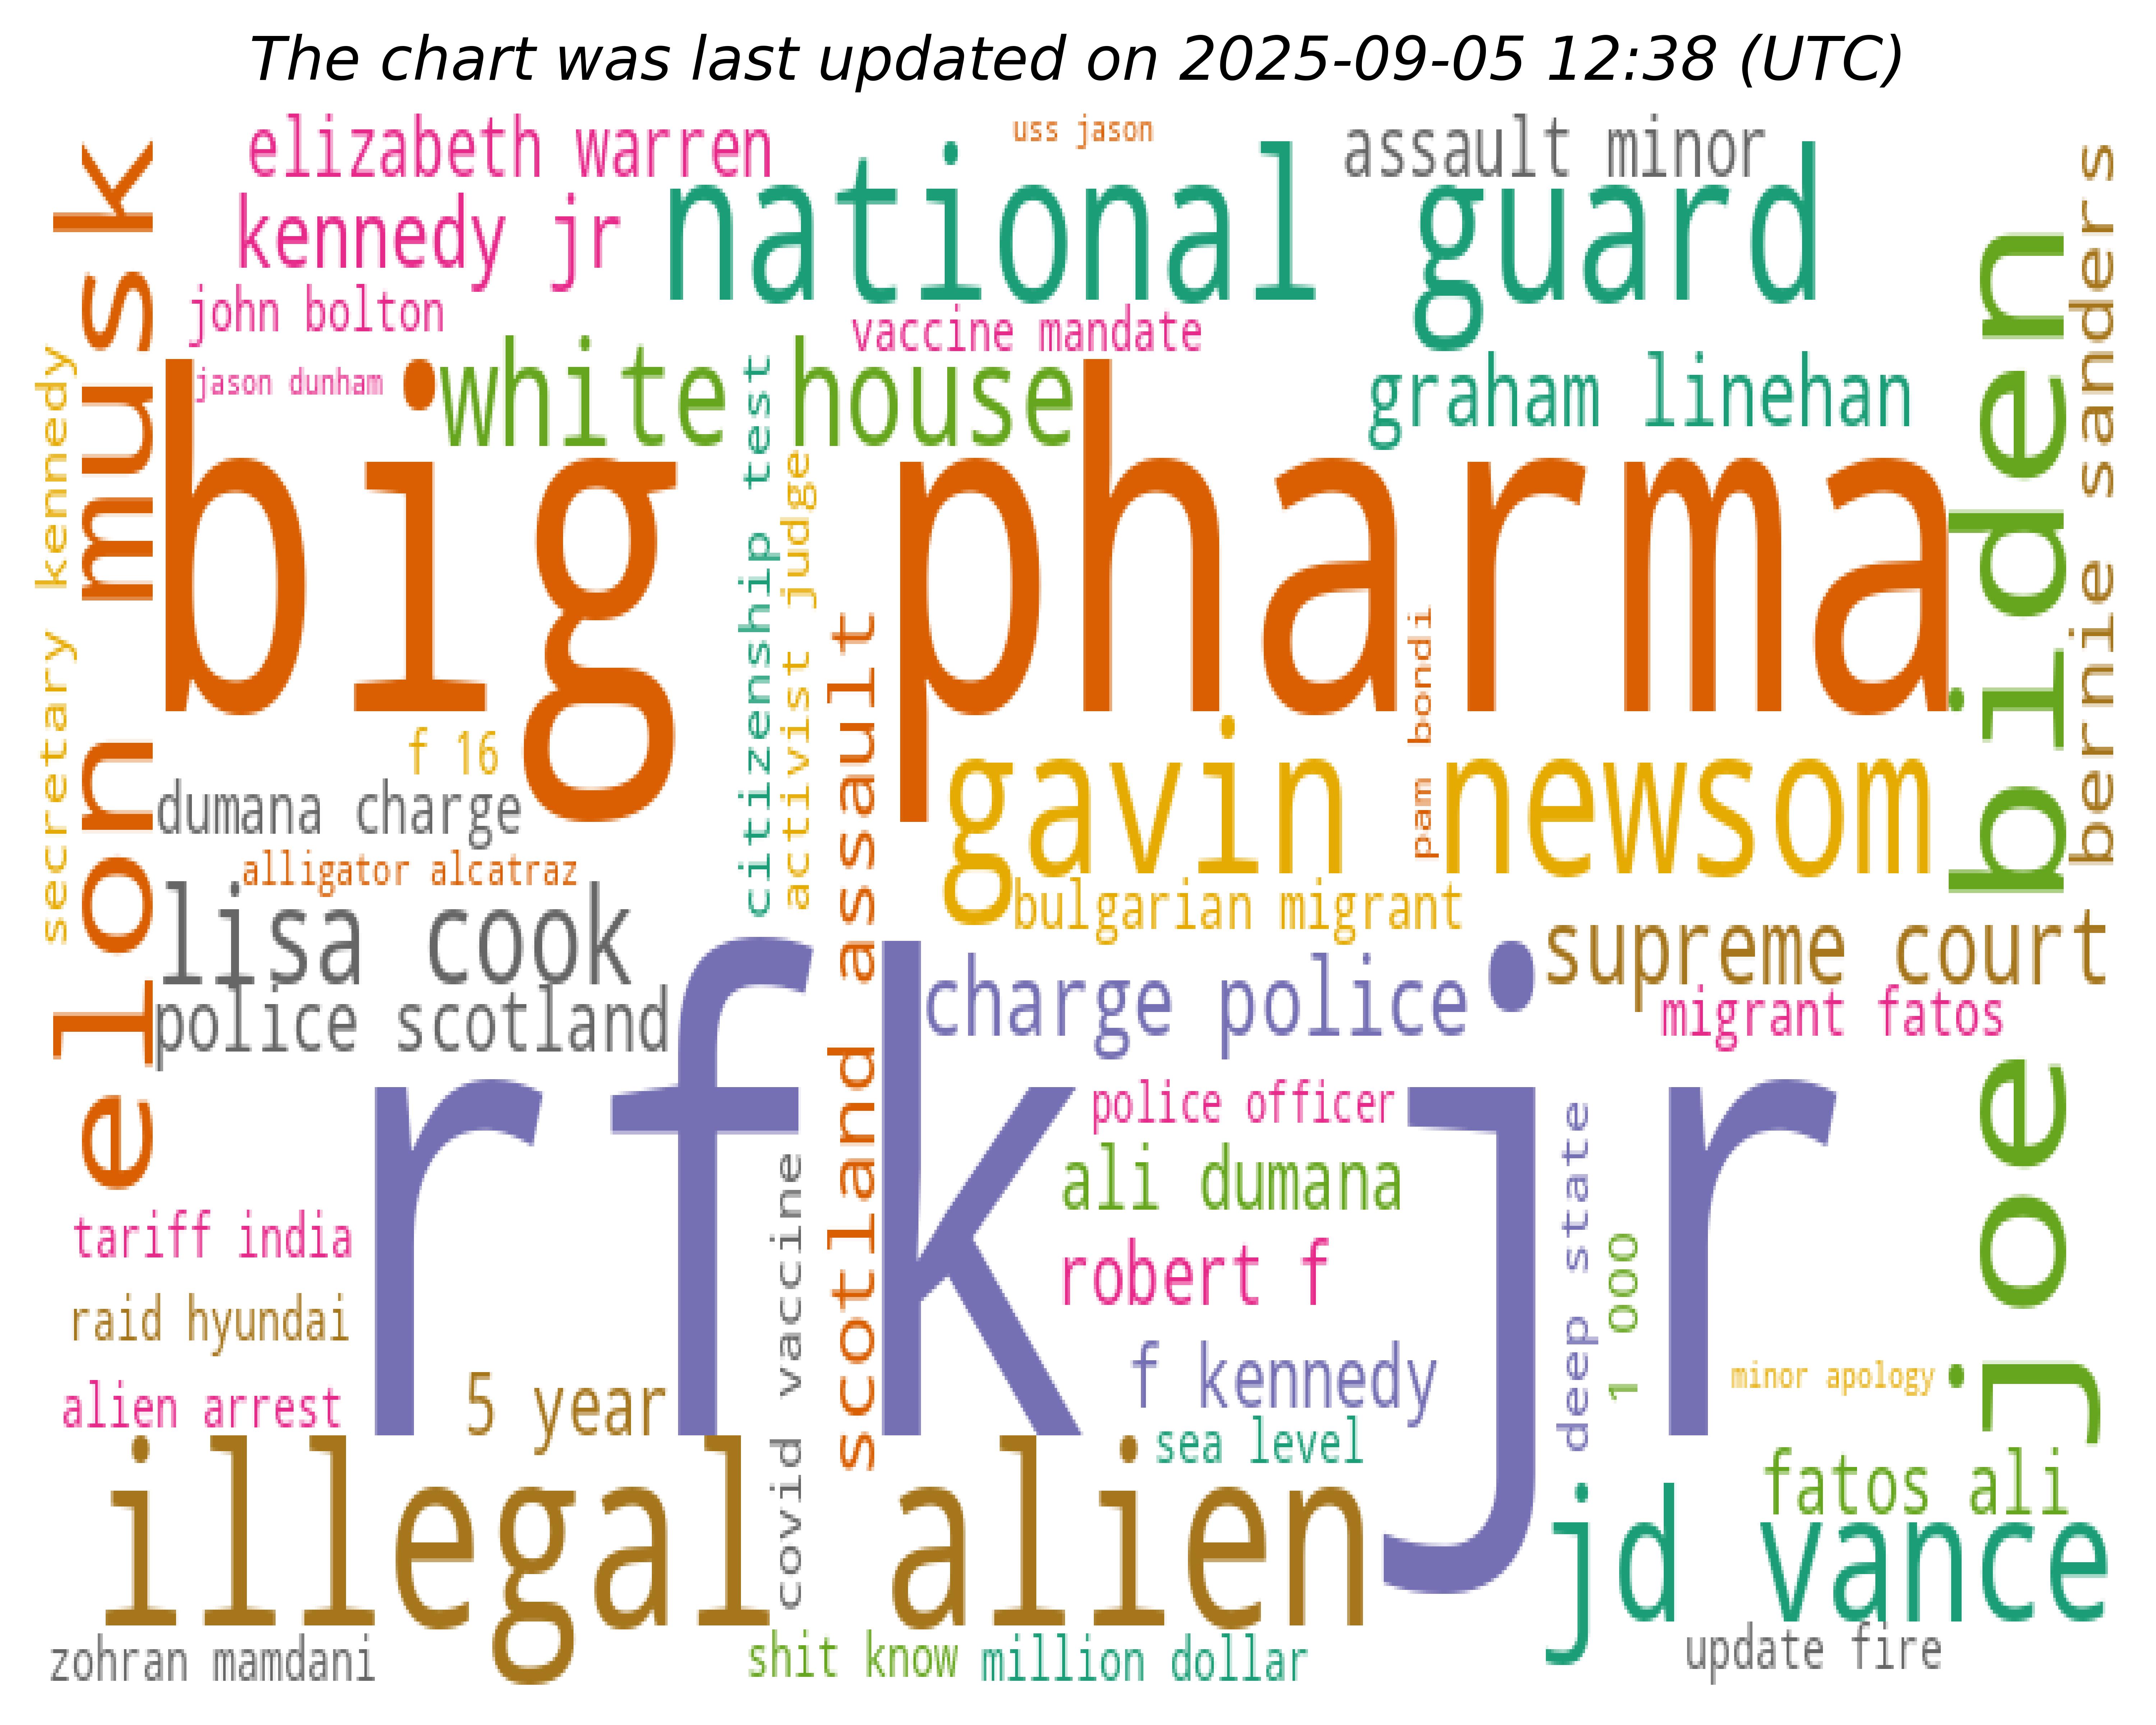 The chart was last updated on 2025-09-05 12:38 (UTC)
elizabeth warren
uss jason
assault minor
kennedy jr
national guard
john bolton
vaccine mandate
jason dunham
white house
graham linehan
elon musk
secretary kennedy
big pharma
citizenship test
activist judge
scotland assault
pam bondi
joe biden
bernie sanders
f 16
dumana charge
gavin newsom
alligator alcatraz
bulgarian migrant
lisa cook
supreme court
police scotland
charge police
migrant fatos
rfk jr
police officer
ali dumana
covid vaccine
deep state
1 000
tariff india
robert f
raid hyundai
f kennedy
minor apology
alien arrest
5 year
sea level
fatos ali
illegal alien
jd vance
zohran mamdani
shit know
million dollar
update fire